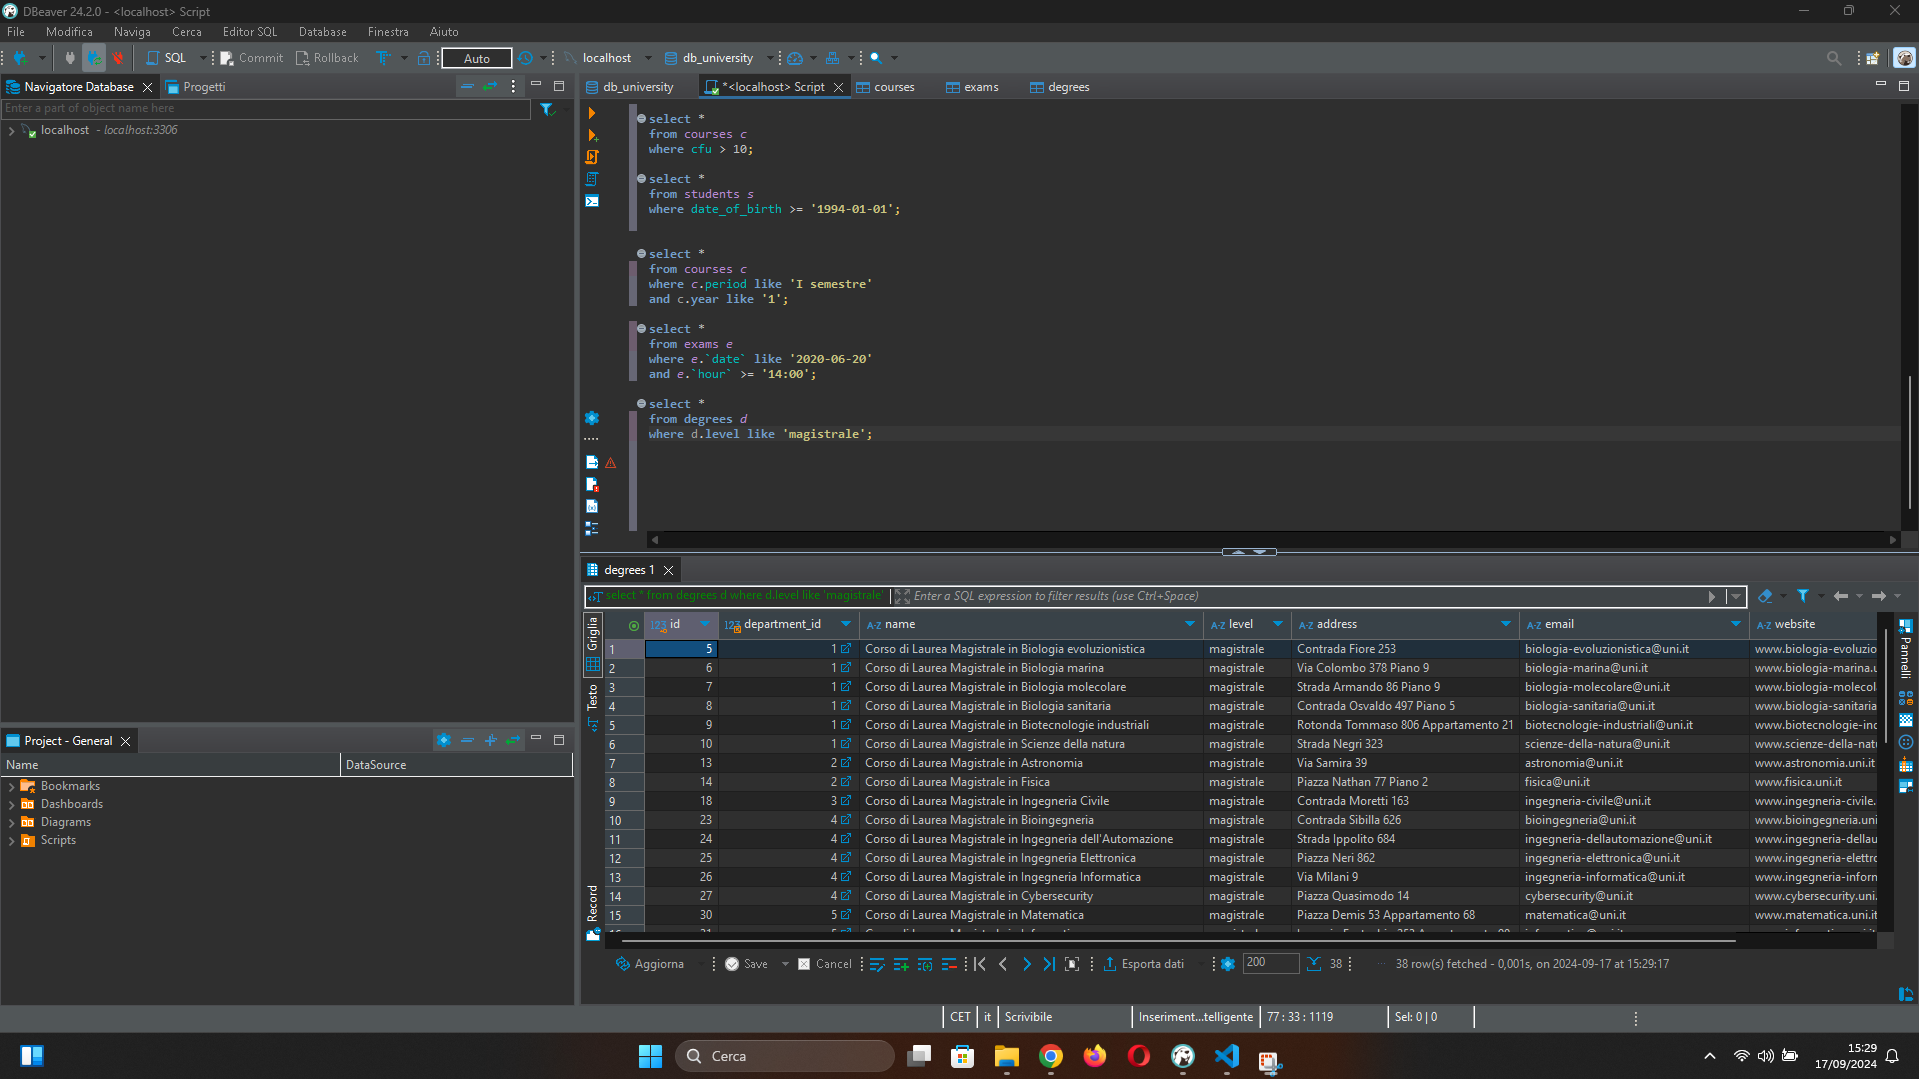 DBeaver 24.2.0 - <localhost> Script
File Modifica Naviga Cerca Editor SQL Database Finestra Aiuto
SQL Commit Rollback Auto localhost db_university
Navigatore Database Progetti
Enter a part of object name here
localhost - localhost:3306
db_university *<localhost> Script courses exams degrees
select *
from courses c
where cfu > 10;
select *
from students s
where date_of_birth >= '1994-01-01';
select *
from courses c
where c.period like 'I semestre'
and c.year like '1';
select *
from exams e
where e.`date` like '2020-06-20'
and e.`hour` >= '14:00';
select *
from degrees d
where d.level like 'magistrale';
Project - General
Name DataSource
Bookmarks
Dashboards
Diagrams
Scripts
degrees 1
select * from degrees d where d.level like 'magistrale' Enter a SQL expression to filter results (use Ctrl+Space)
Griglia
Testo
Record
Pannelli
123 id 123 department_id A-Z name A-Z level A-Z address A-Z email A-Z website
1 5 1 Corso di Laurea Magistrale in Biologia evoluzionistica magistrale Contrada Fiore 253 biologia-evoluzionistica@uni.it www.biologia-evoluzio
2 6 1 Corso di Laurea Magistrale in Biologia marina magistrale Via Colombo 378 Piano 9 biologia-marina@uni.it www.biologia-marina.u
3 7 1 Corso di Laurea Magistrale in Biologia molecolare magistrale Strada Armando 86 Piano 9 biologia-molecolare@uni.it www.biologia-molecol
4 8 1 Corso di Laurea Magistrale in Biologia sanitaria magistrale Contrada Osvaldo 497 Piano 5 biologia-sanitaria@uni.it www.biologia-sanitaria
5 9 1 Corso di Laurea Magistrale in Biotecnologie industriali magistrale Rotonda Tommaso 806 Appartamento 21 biotecnologie-industriali@uni.it www.biotecnologie-inc
6 10 1 Corso di Laurea Magistrale in Scienze della natura magistrale Strada Negri 323 scienze-della-natura@uni.it www.scienze-della-nat
7 13 2 Corso di Laurea Magistrale in Astronomia magistrale Via Samira 39 astronomia@uni.it www.astronomia.uni.it
8 14 2 Corso di Laurea Magistrale in Fisica magistrale Piazza Nathan 77 Piano 2 fisica@uni.it www.fisica.uni.it
9 18 3 Corso di Laurea Magistrale in Ingegneria Civile magistrale Contrada Moretti 163 ingegneria-civile@uni.it www.ingegneria-civile.
10 23 4 Corso di Laurea Magistrale in Bioingegneria magistrale Contrada Sibilla 626 bioingegneria@uni.it www.bioingegneria.uni
11 24 4 Corso di Laurea Magistrale in Ingegneria dell'Automazione magistrale Strada Ippolito 684 ingegneria-dellautomazione@uni.it www.ingegneria-dellau
12 25 4 Corso di Laurea Magistrale in Ingegneria Elettronica magistrale Piazza Neri 862 ingegneria-elettronica@uni.it www.ingegneria-elettro
13 26 4 Corso di Laurea Magistrale in Ingegneria Informatica magistrale Via Milani 9 ingegneria-informatica@uni.it www.ingegneria-inforn
14 27 4 Corso di Laurea Magistrale in Cybersecurity magistrale Piazza Quasimodo 14 cybersecurity@uni.it www.cybersecurity.uni.
15 30 5 Corso di Laurea Magistrale in Matematica magistrale Piazza Demis 53 Appartamento 68 matematica@uni.it www.matematica.uni.it
Aggiorna Save Cancel Esporta dati 200 38 38 row(s) fetched - 0,001s, on 2024-09-17 at 15:29:17
CET it Scrivibile Inseriment...telligente 77 : 33 : 1119 Sel: 0 | 0
Cerca
15:29
17/09/2024